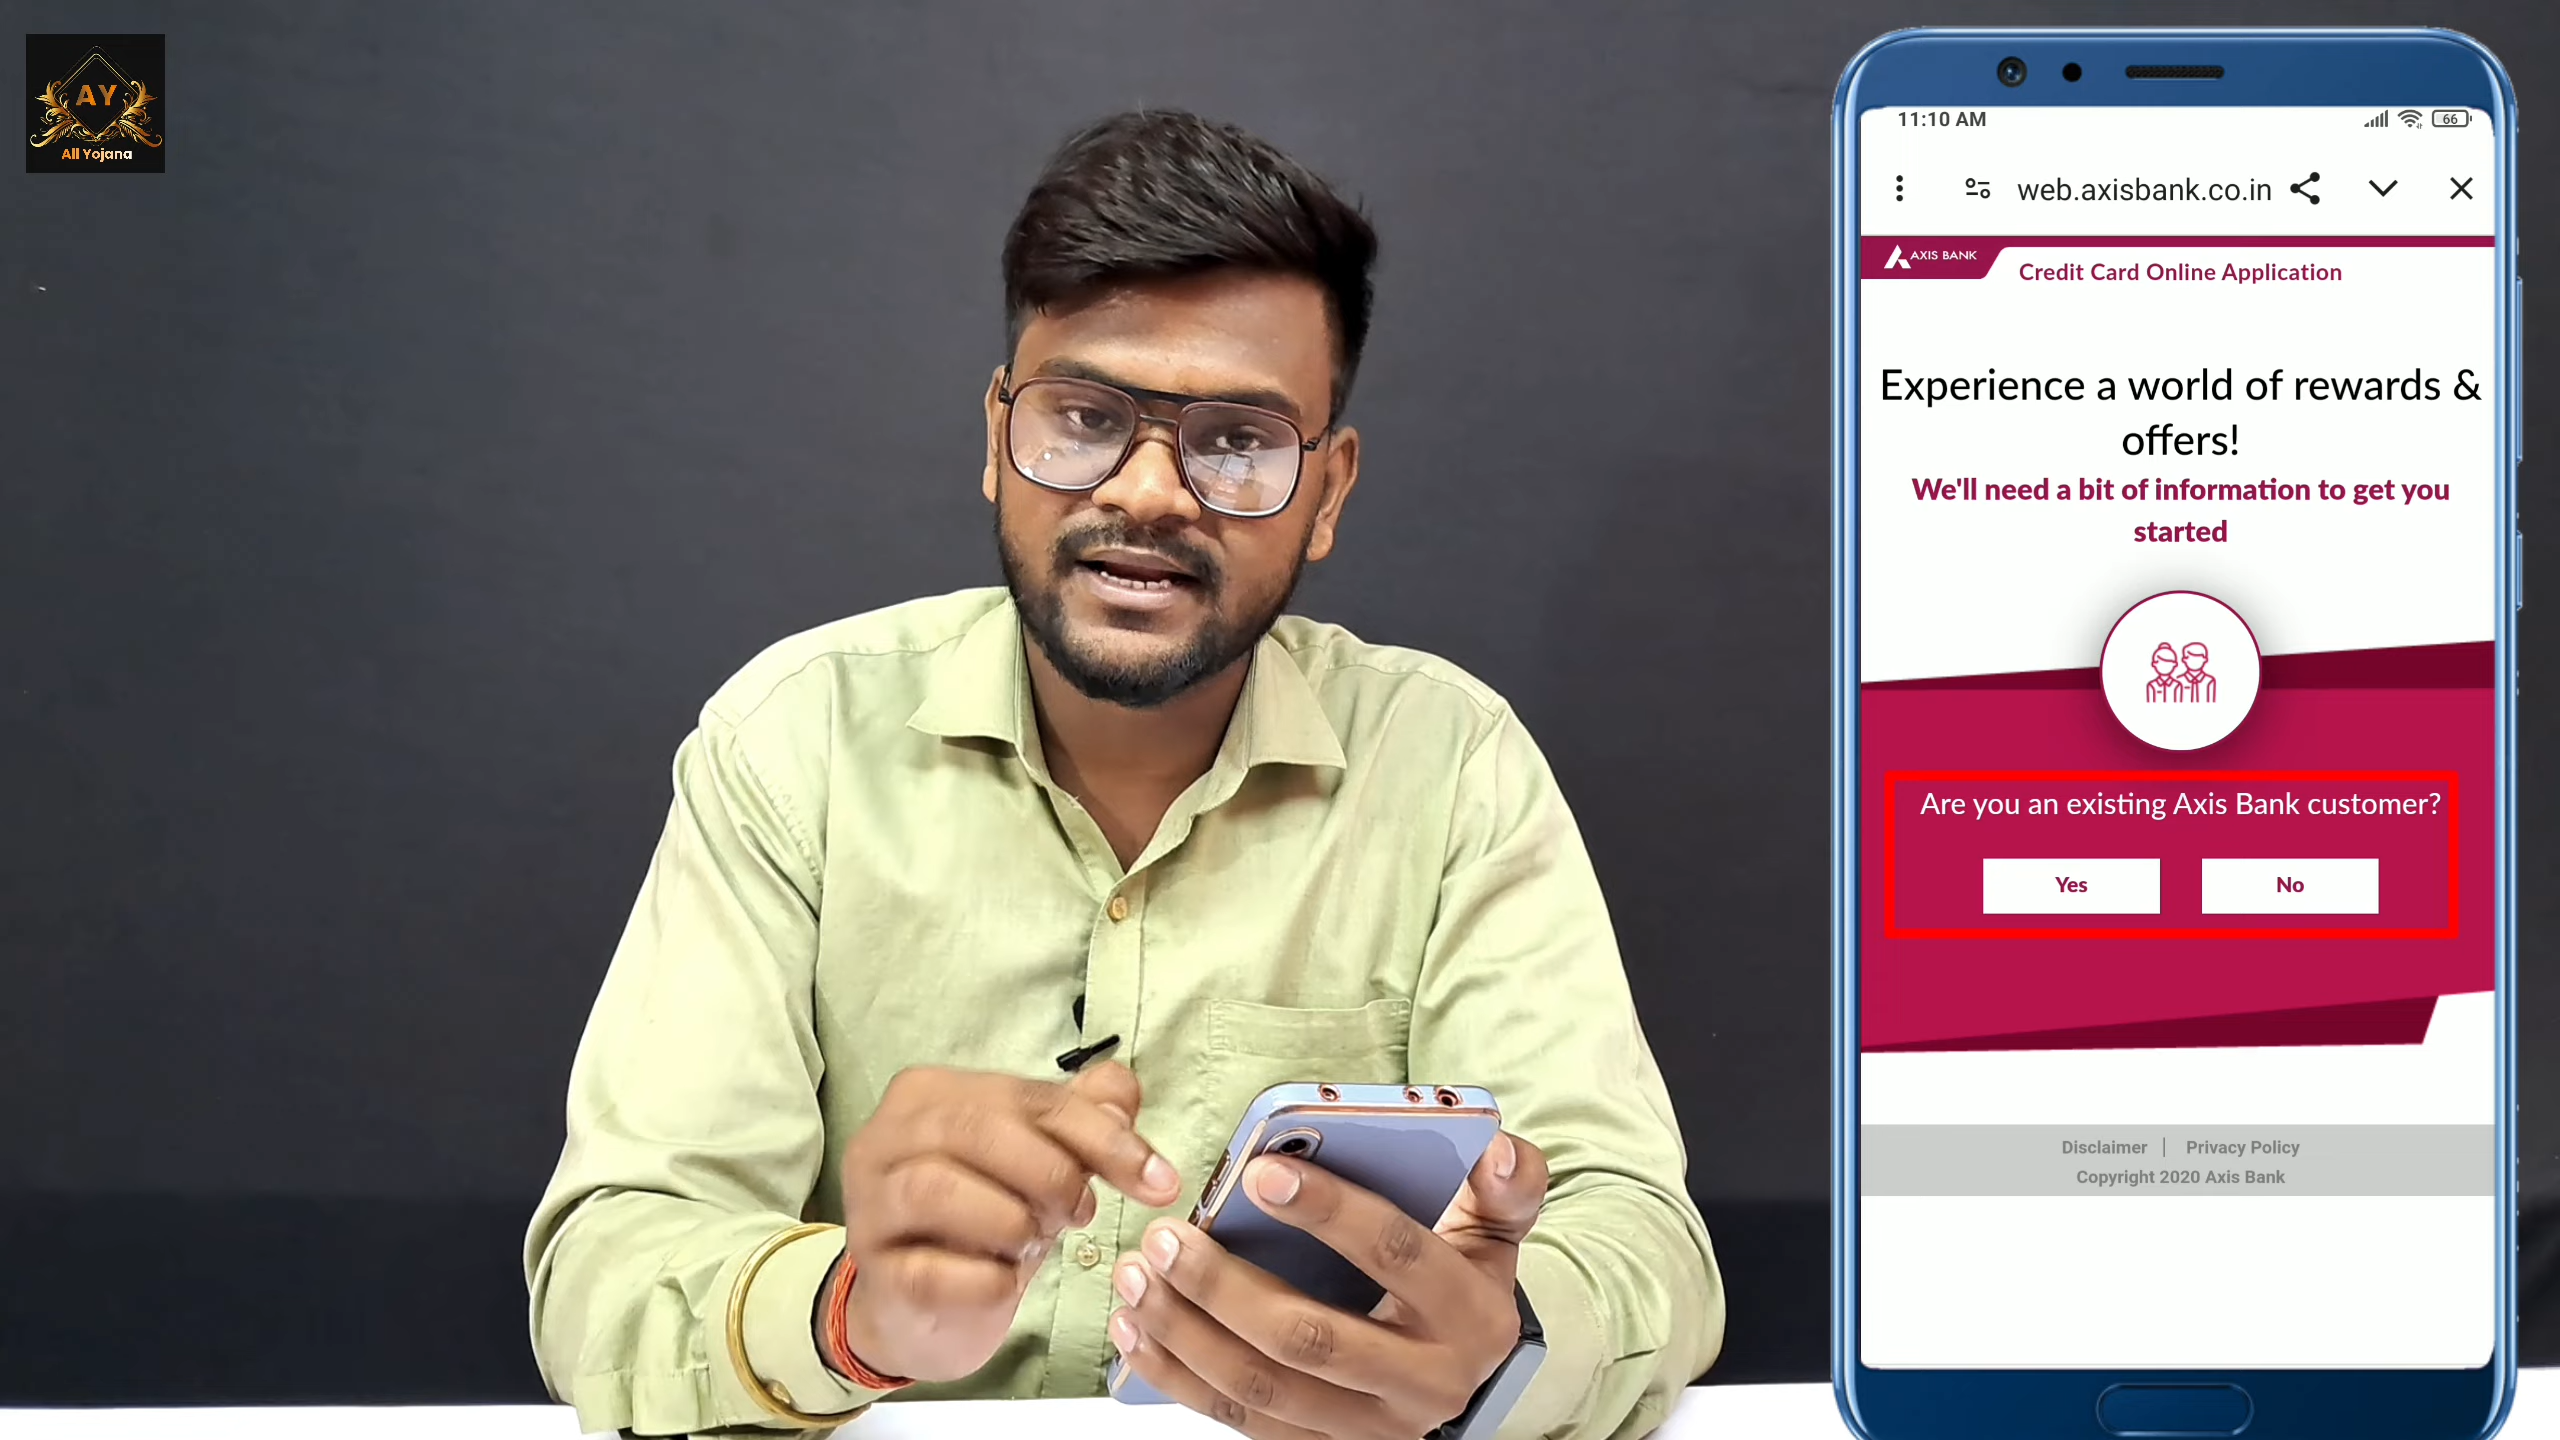 AY
All Yojana
11:10 AM
66
web.axisbank.co.in
AXIS BANK
Credit Card Online Application
Experience a world of rewards &
offers!
We'll need a bit of information to get you
started
Are you an existing Axis Bank customer?
Yes No
Disclaimer | Privacy Policy
Copyright 2020 Axis Bank